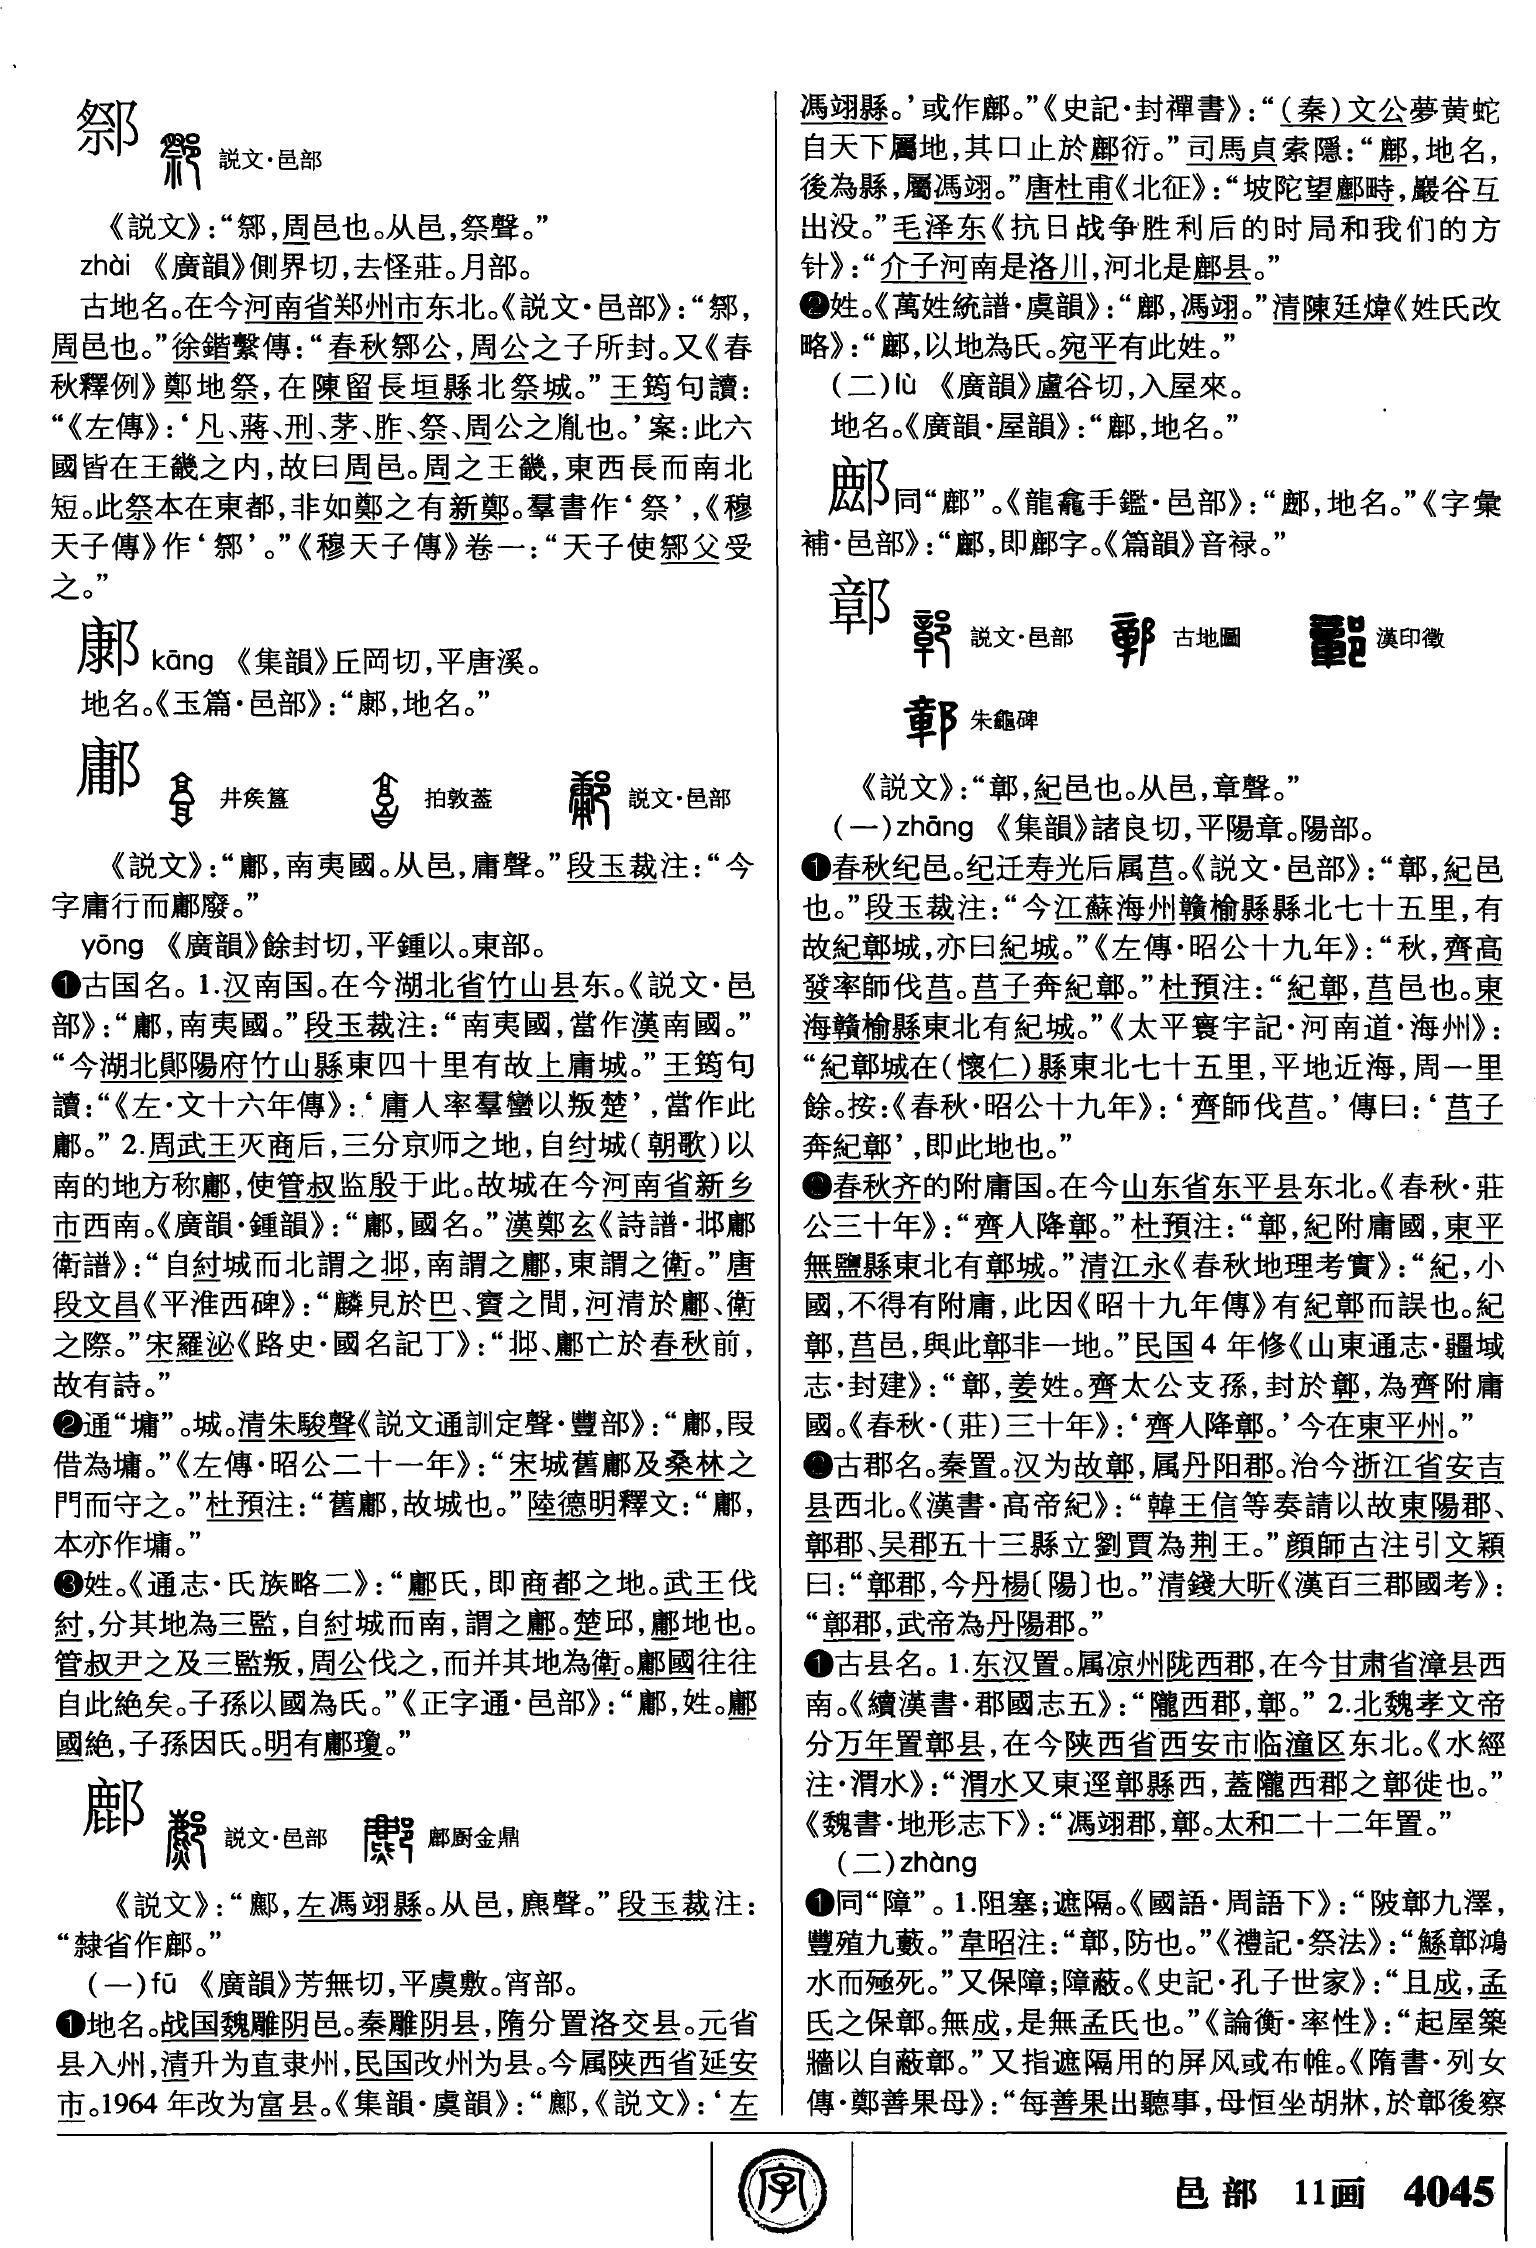 鄒 説文·邑部
《説文》：“鄒，周邑也。从邑，祭聲。”
zhài 《廣韻》側界切，去怪莊。月部。
古地名。在今河南省郑州市东北。《説文·邑部》：“鄒，
周邑也。”徐鍇繫傳：“春秋鄒公，周公之子所封。又《春
秋釋例》鄭地祭，在陳留長垣縣北祭城。”王筠句讀：
“《左傳》：‘凡、蔣、刑、茅、胙、祭、周公之胤也。’案：此六
國皆在王畿之内，故曰周邑。周之王畿，東西長而南北
短。此祭本在東都，非如鄭之有新鄭。羣書作‘祭’，《穆
天子傳》作‘鄒’。”《穆天子傳》卷一：“天子使鄒父受
之。”
鄺 kāng 《集韻》丘岡切，平唐溪。
地名。《玉篇·邑部》：“，地名。”
鄘 井矦簋 拍敦蓋 説文·邑部
《説文》：“鄘，南夷國。从邑，庸聲。”段玉裁注：“今
字庸行而鄘廢。”
yōng 《廣韻》餘封切，平鍾以。東部。
❶古国名。1.汉南国。在今湖北省竹山县东。《説文·邑
部》：“鄘，南夷國。”段玉裁注：“南夷國，當作漢南國。”
“今湖北鄖陽府竹山縣東四十里有故上庸城。”王筠句
讀：“《左·文十六年傳》：‘庸人率羣蠻以叛楚’，當作此
鄘。”2.周武王灭商后，三分京师之地，自纣城（朝歌）以
南的地方称鄘，使管叔监殷于此。故城在今河南省新乡
市西南。《廣韻·鍾韻》：“鄘，國名。”漢鄭玄《詩譜·邶鄘
衛譜》：“自紂城而北謂之邶，南謂之鄘，東謂之衛。”唐
段文昌《平淮西碑》：“麟見於巴、賨之間，河清於鄘、衛
之際。”宋羅泌《路史·國名記丁》：“邶、鄘亡於春秋前，
故有詩。”
❷通“墉”。城。清朱駿聲《説文通訓定聲·豐部》：“鄘，叚
借為墉。”《左傳·昭公二十一年》：“宋城舊鄘及桑林之
門而守之。”杜預注：“舊鄘，故城也。”陸德明釋文：“鄘，
本亦作墉。”
❸姓。《通志·氏族略二》：“鄘氏，即商都之地。武王伐
紂，分其地為三監，自紂城而南，謂之鄘。楚邱，鄘地也。
管叔尹之及三監叛，周公伐之，而并其地為衛。鄘國往往
自此絶矣。子孫以國為氏。”《正字通·邑部》：“鄘，姓。鄘
國絶，子孫因氏。明有鄘瓊。”
鄜 説文·邑部 鄜厨金鼎
《説文》：“，左馮翊縣。从邑，麃聲。”段玉裁注：
“隸省作鄜。”
（一）fū 《廣韻》芳無切，平虞敷。宵部。
❶地名。战国魏雕阴邑。秦雕阴县，隋分置洛交县。元省
县入州，清升为直隶州，民国改州为县。今属陕西省延安
市。1964年改为富县。《集韻·虞韻》：“鄜，《説文》：‘左
馮翊縣。’或作鄜。”《史記·封禪書》：“（秦）文公夢黄蛇
自天下屬地，其口止於鄜衍。”司馬貞索隱：“鄜，地名，
後為縣，屬馮翊。”唐杜甫《北征》：“坡陀望鄜畤，巖谷互
出没。”毛泽东《抗日战争胜利后的时局和我们的方
针》：“介子河南是洛川，河北是鄜县。”
❷姓。《萬姓統譜·虞韻》：“鄜，馮翊。”清陳廷煒《姓氏改
略》：“鄜，以地為氏。宛平有此姓。”
（二）lù 《廣韻》盧谷切，入屋來。
地名。《廣韻·屋韻》：“鄜，地名。”
同“鄜”。《龍龕手鑑·邑部》：“，地名。”《字彙
補·邑部》：“，即鄜字。《篇韻》音禄。”
鄣 説文·邑部 古地圖 漢印徵
朱龜碑
《説文》：“鄣，紀邑也。从邑，章聲。”
（一）zhāng 《集韻》諸良切，平陽章。陽部。
❶春秋纪邑。纪迁寿光后属莒。《説文·邑部》：“鄣，紀邑
也。”段玉裁注：“今江蘇海州贛榆縣縣北七十五里，有
故紀鄣城，亦曰紀城。”《左傳·昭公十九年》：“秋，齊高
發率師伐莒。莒子奔紀鄣。”杜預注：“紀鄣，莒邑也。東
海贛榆縣東北有紀城。”《太平寰宇記·河南道·海州》：
“紀鄣城在（懷仁）縣東北七十五里，平地近海，周一里
餘。按：《春秋·昭公十九年》：‘齊師伐莒。’傳曰：‘莒子
奔紀鄣’，即此地也。”
❷春秋齐的附庸国。在今山东省东平县东北。《春秋·莊
公三十年》：“齊人降鄣。”杜預注：“鄣，紀附庸國，東平
無鹽縣東北有鄣城。”清江永《春秋地理考實》：“紀，小
國，不得有附庸，此因《昭十九年傳》有紀鄣而誤也。紀
鄣，莒邑，與此鄣非一地。”民国4年修《山東通志·疆域
志·封建》：“鄣，姜姓。齊太公支孫，封於鄣，為齊附庸
國。《春秋·（莊）三十年》：‘齊人降鄣。’今在東平州。”
❷古郡名。秦置。汉为故鄣，属丹阳郡。治今浙江省安吉
县西北。《漢書·高帝紀》：“韓王信等奏請以故東陽郡、
鄣郡、吴郡五十三縣立劉賈為荆王。”顔師古注引文穎
曰：“鄣郡，今丹楊〔陽〕也。”清錢大昕《漢百三郡國考》：
“鄣郡，武帝為丹陽郡。”
❶古县名。1.东汉置。属凉州陇西郡，在今甘肃省漳县西
南。《續漢書·郡國志五》：“隴西郡，鄣。”2.北魏孝文帝
分万年置鄣县，在今陕西省西安市临潼区东北。《水經
注·渭水》：“渭水又東逕鄣縣西，蓋隴西郡之鄣徙也。”
《魏書·地形志下》：“馮翊郡，鄣。太和二十二年置。”
（二）zhàng
❶同“障”。1.阻塞；遮隔。《國語·周語下》：“陂鄣九澤，
豐殖九藪。”韋昭注：“鄣，防也。”《禮記·祭法》：“鯀鄣鴻
水而殛死。”又保障；障蔽。《史記·孔子世家》：“且成，孟
氏之保鄣。無成，是無孟氏也。”《論衡·率性》：“起屋築
牆以自蔽鄣。”又指遮隔用的屏风或布帷。《隋書·列女
傳·鄭善果母》：“每善果出聽事，母恒坐胡牀，於鄣後察
字
邑部 11画 4045